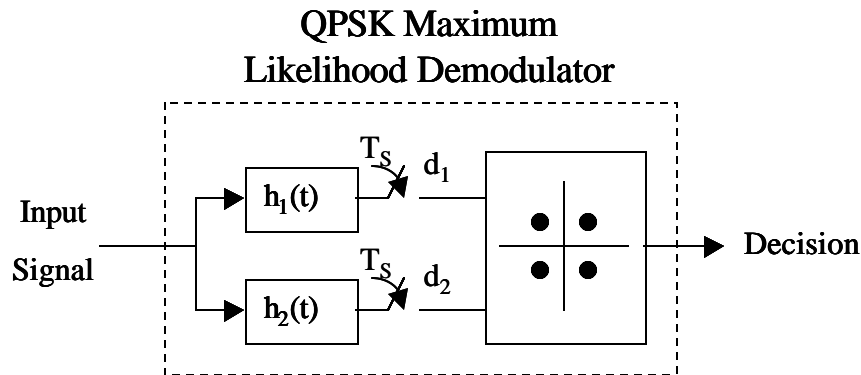 QPSK Maximum
Likelihood Demodulator
Input
Signal
h₁(t)
Tₛ
d₁
h₂(t)
Tₛ
d₂
Decision